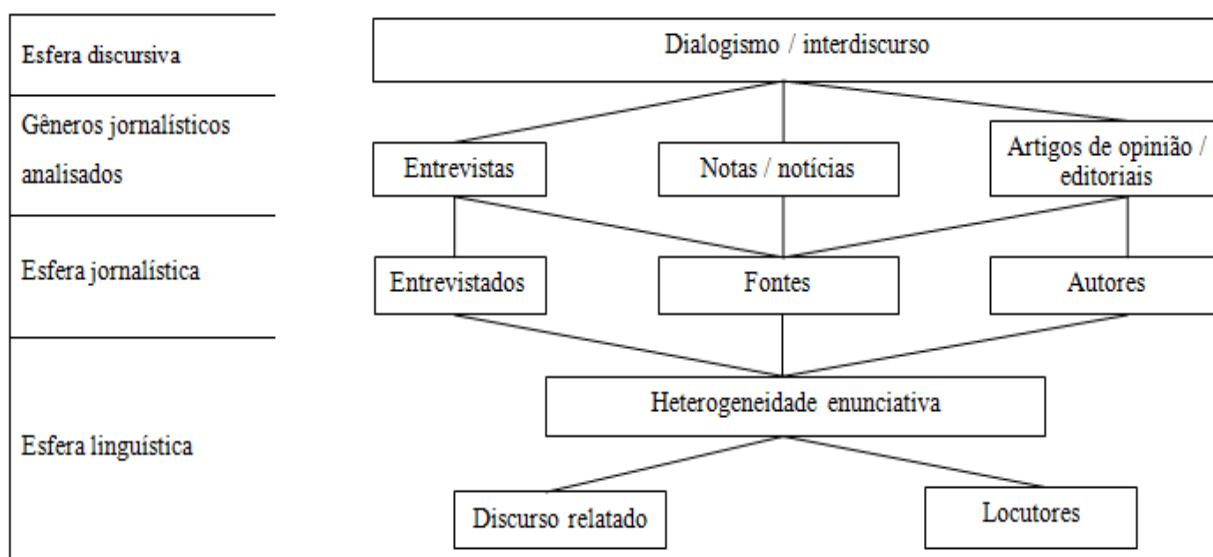 Esfera discursiva
Dialogismo / interdiscurso
Gêneros jornalísticos
analisados
Entrevistas
Notas / notícias
Artigos de opinião /
editoriais
Esfera jornalística
Entrevistados
Fontes
Autores
Esfera linguística
Heterogeneidade enunciativa
Discurso relatado
Locutores